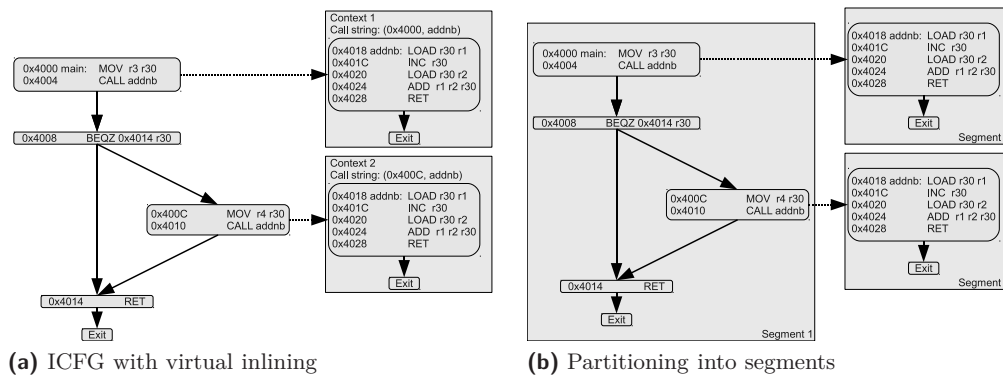 Context 1
Call string: (0x4000, addnb)
0x4018 addnb: LOAD r30 r1
0x401C INC r30
0x4020 LOAD r30 r2
0x4024 ADD r1 r2 r30
0x4028 RET
Exit
0x4000 main: MOV r3 r30
0x4004 CALL addnb
0x4008 BEQZ 0x4014 r30
Context 2
Call string: (0x400C, addnb)
0x4018 addnb: LOAD r30 r1
0x401C INC r30
0x4020 LOAD r30 r2
0x4024 ADD r1 r2 r30
0x4028 RET
Exit
0x400C MOV r4 r30
0x4010 CALL addnb
0x4014 RET
Exit
(a) ICFG with virtual inlining
0x4000 main: MOV r3 r30
0x4004 CALL addnb
0x4008 BEQZ 0x4014 r30
0x400C MOV r4 r30
0x4010 CALL addnb
0x4014 RET
Exit
Segment 1
0x4018 addnb: LOAD r30 r1
0x401C INC r30
0x4020 LOAD r30 r2
0x4024 ADD r1 r2 r30
0x4028 RET
Exit
Segment
0x4018 addnb: LOAD r30 r1
0x401C INC r30
0x4020 LOAD r30 r2
0x4024 ADD r1 r2 r30
0x4028 RET
Exit
Segment
(b) Partitioning into segments